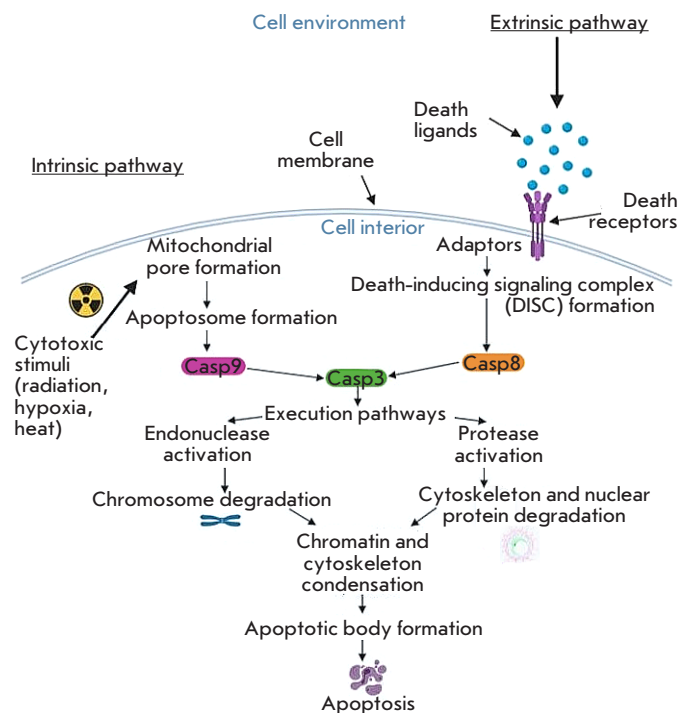 Cell environment
Extrinsic pathway
Death
ligands
Cell
membrane
Intrinsic pathway
Death
receptors
Cell interior
Mitochondrial
pore formation
Adaptors
Death-inducing signaling complex
(DISC) formation
Apoptosome formation
Cytotoxic
stimuli
(radiation,
hypoxia,
heat)
Casp9
Casp3
Casp8
Execution pathways
Endonuclease
activation
Protease
activation
Chromosome degradation
Cytoskeleton and nuclear
protein degradation
Chromatin and
cytoskeleton
condensation
Apoptotic body formation
Apoptosis